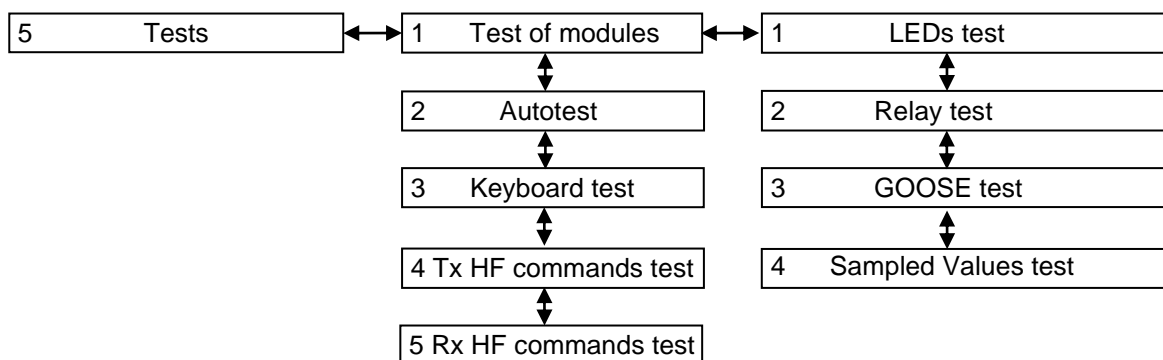 5 Tests
1 Test of modules
1 LEDs test
2 Autotest
2 Relay test
3 Keyboard test
3 GOOSE test
4 Tx HF commands test
4 Sampled Values test
5 Rx HF commands test